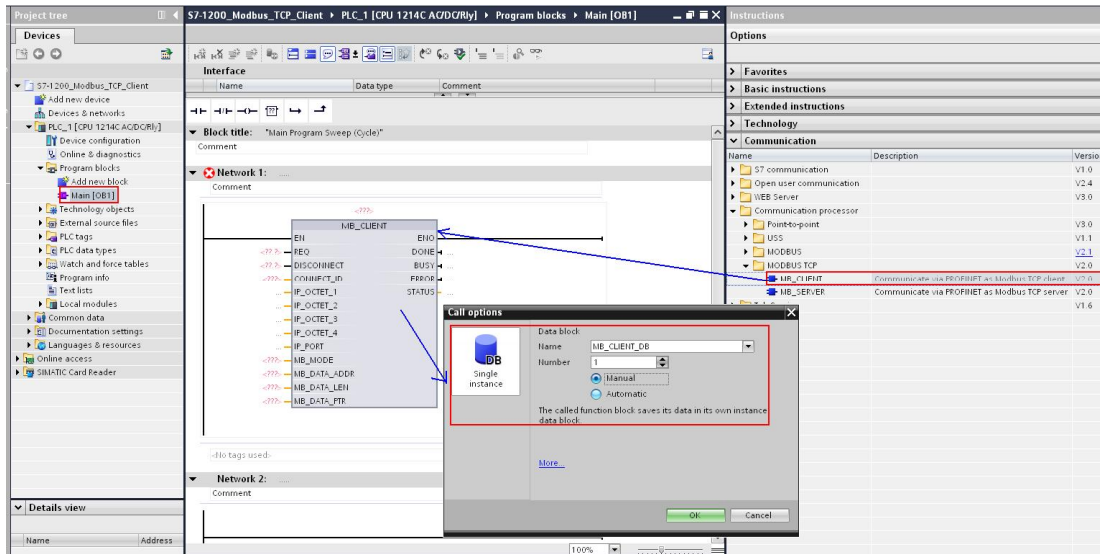 Project tree
Devices
S7-1200_Modbus_TCP_Client
Add new device
Devices & networks
PLC_1 [CPU 1214C AC/DC/Rly]
Device configuration
Online & diagnostics
Program blocks
Add new block
Main [OB1]
Technology objects
External source files
PLC tags
PLC data types
Watch and force tables
Program info
Text lists
Local modules
Common data
Documentation settings
Languages & resources
Online access
SIMATIC Card Reader
Details view
Name Address
S7-1200_Modbus_TCP_Client ▸ PLC_1 [CPU 1214C AC/DC/Rly] ▸ Program blocks ▸ Main [OB1]
Interface
Name Data type Comment
Block title: "Main Program Sweep (Cycle)"
Comment
Network 1: .....
Comment
<???>
MB_CLIENT
EN ENO
<??.?> REQ DONE ...
<??.?> DISCONNECT BUSY ...
<???> CONNECT_ID ERROR ...
... IP_OCTET_1 STATUS ...
... IP_OCTET_2
... IP_OCTET_3
... IP_OCTET_4
... IP_PORT
<???> MB_MODE
<???> MB_DATA_ADDR
<???> MB_DATA_LEN
<???> MB_DATA_PTR
<No tags used>
Network 2: .....
Comment
100%
Call options
Data block
Name MB_CLIENT_DB
Number 1
Manual
Automatic
DB
Single
instance
The called function block saves its data in its own instance
data block.
More...
OK Cancel
Instructions
Options
Favorites
Basic instructions
Extended instructions
Technology
Communication
Name Description Versio
S7 communication V1.0
Open user communication V2.4
WEB Server V3.0
Communication processor
Point-to-point V3.0
USS V1.1
MODBUS V2.1
MODBUS TCP V2.0
MB_CLIENT Communicate via PROFINET as Modbus TCP client V2.0
MB_SERVER Communicate via PROFINET as Modbus TCP server V2.0
V1.6